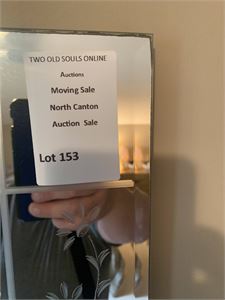 TWO OLD SOULS ONLINE
Auctions
Moving Sale
North Canton
Auction Sale
Lot 153